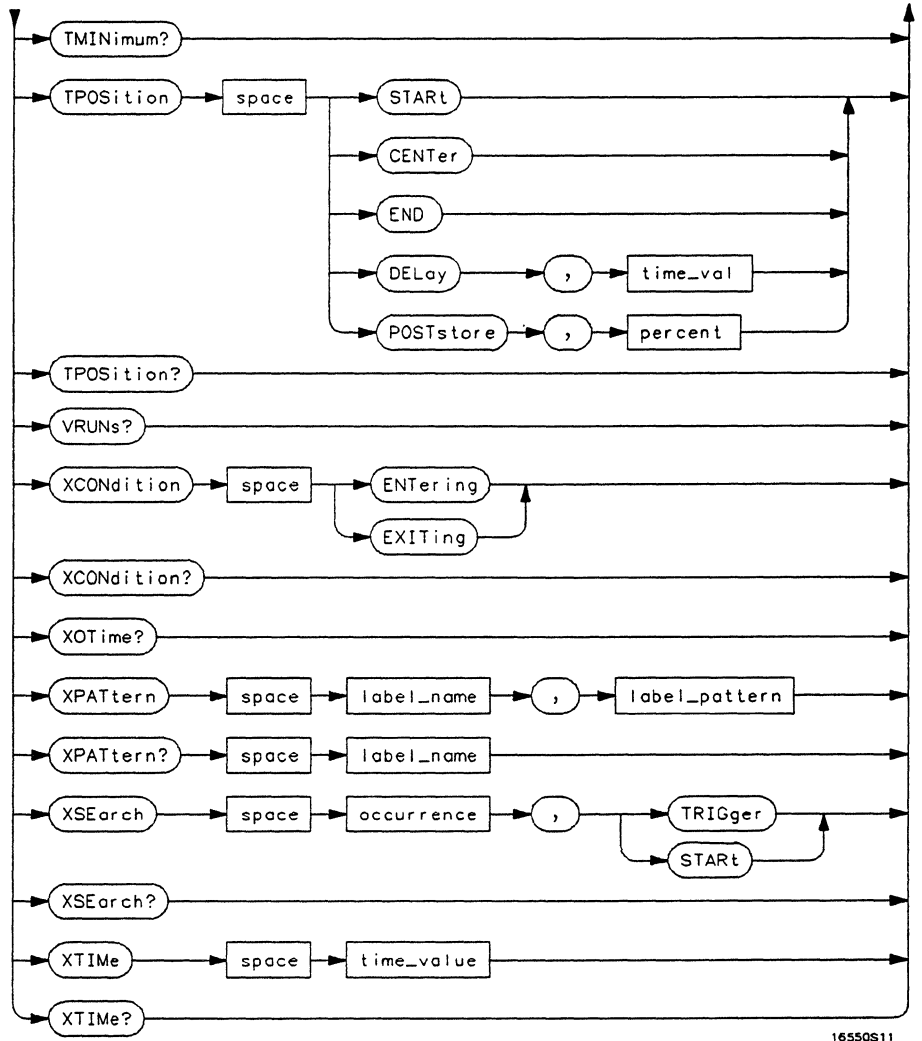 TMINimum?
TPOSition space STARt
CENTer
END
DELay , time_val
POSTstore , percent
TPOSition?
VRUNs?
XCONdition space ENTering
EXITing
XCONdition?
XOTime?
XPATtern space label_name , label_pattern
XPATtern? space label_name
XSEarch space occurrence , TRIGger
STARt
XSEarch?
XTIMe space time_value
XTIMe?
16550S11